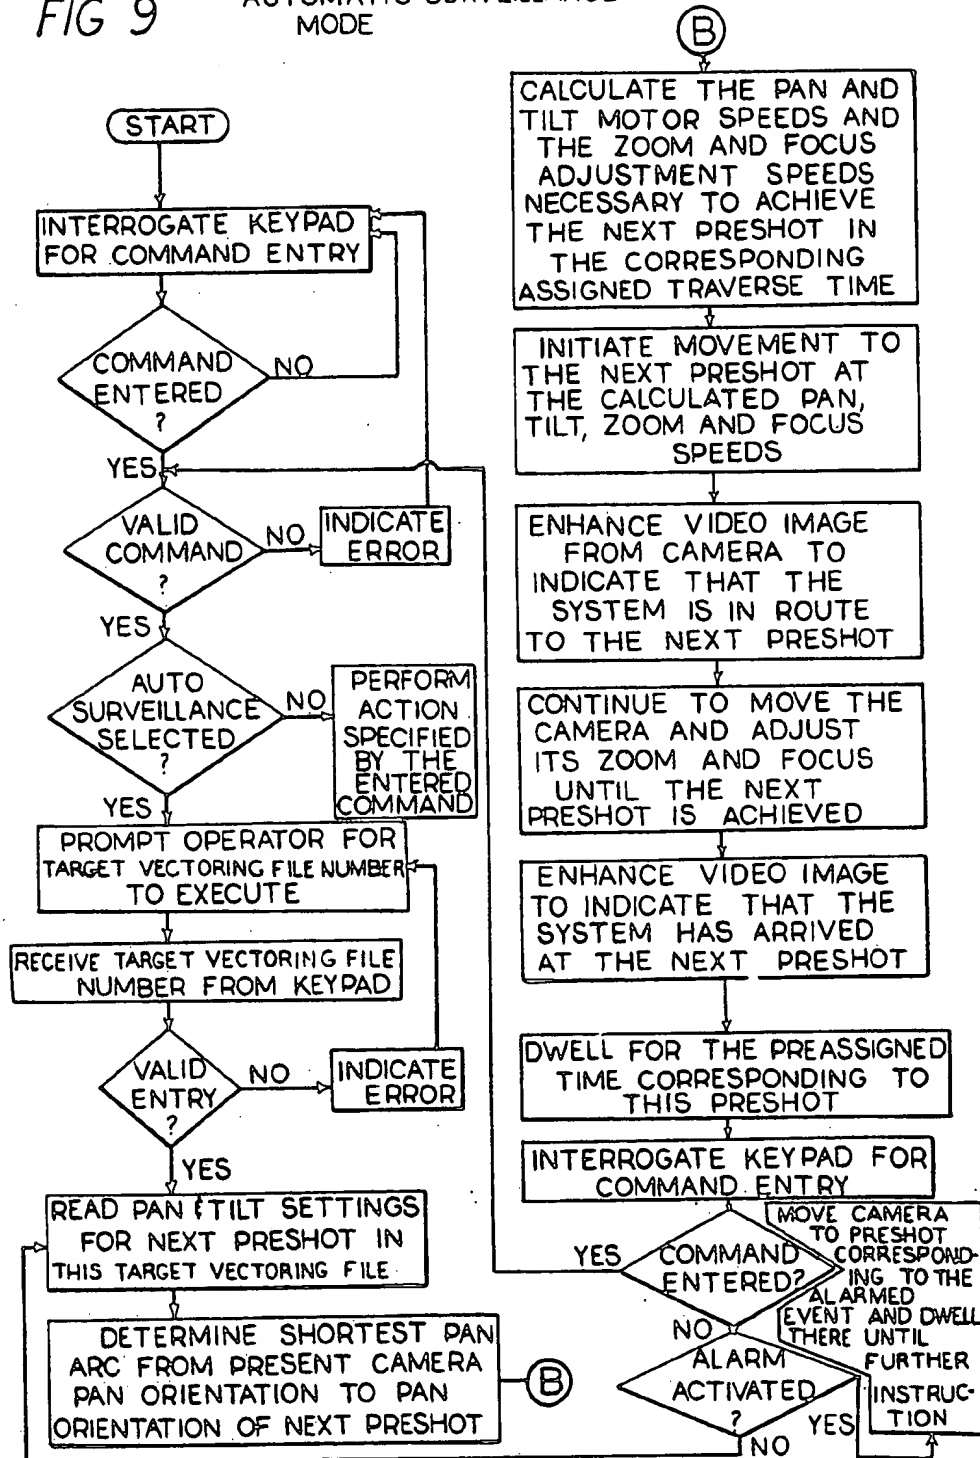 FIG 9
AUTOMATIC SURVEILLANCE
MODE
START
INTERROGATE KEYPAD
FOR COMMAND ENTRY
COMMAND
ENTERED
?
NO
YES
VALID
COMMAND
?
NO
INDICATE
ERROR
YES
AUTO
SURVEILLANCE
SELECTED
?
NO
PERFORM
ACTION
SPECIFIED
BY THE
ENTERED
COMMAND
YES
PROMPT OPERATOR FOR
TARGET VECTORING FILE NUMBER
TO EXECUTE
RECEIVE TARGET VECTORING FILE
NUMBER FROM KEYPAD
VALID
ENTRY
?
NO
INDICATE
ERROR
YES
READ PAN & TILT SETTINGS
FOR NEXT PRESHOT IN
THIS TARGET VECTORING FILE
DETERMINE SHORTEST PAN
ARC FROM PRESENT CAMERA
PAN ORIENTATION TO PAN
ORIENTATION OF NEXT PRESHOT
B
B
CALCULATE THE PAN AND
TILT MOTOR SPEEDS AND
THE ZOOM AND FOCUS
ADJUSTMENT SPEEDS
NECESSARY TO ACHIEVE
THE NEXT PRESHOT IN
THE CORRESPONDING
ASSIGNED TRAVERSE TIME
INITIATE MOVEMENT TO
THE NEXT PRESHOT AT
THE CALCULATED PAN,
TILT, ZOOM AND FOCUS
SPEEDS
ENHANCE VIDEO IMAGE
FROM CAMERA TO
INDICATE THAT THE
SYSTEM IS IN ROUTE
TO THE NEXT PRESHOT
CONTINUE TO MOVE THE
CAMERA AND ADJUST
ITS ZOOM AND FOCUS
UNTIL THE NEXT
PRESHOT IS ACHIEVED
ENHANCE VIDEO IMAGE
TO INDICATE THAT THE
SYSTEM HAS ARRIVED
AT THE NEXT PRESHOT
DWELL FOR THE PREASSIGNED
TIME CORRESPONDING TO
THIS PRESHOT
INTERROGATE KEYPAD FOR
COMMAND ENTRY
YES
COMMAND
ENTERED?
NO
ALARM
ACTIVATED
?
YES
NO
MOVE CAMERA
TO PRESHOT
CORRESPOND-
ING TO THE
ALARMED
EVENT AND DWELL
THERE UNTIL
FURTHER
INSTRUC-
TION